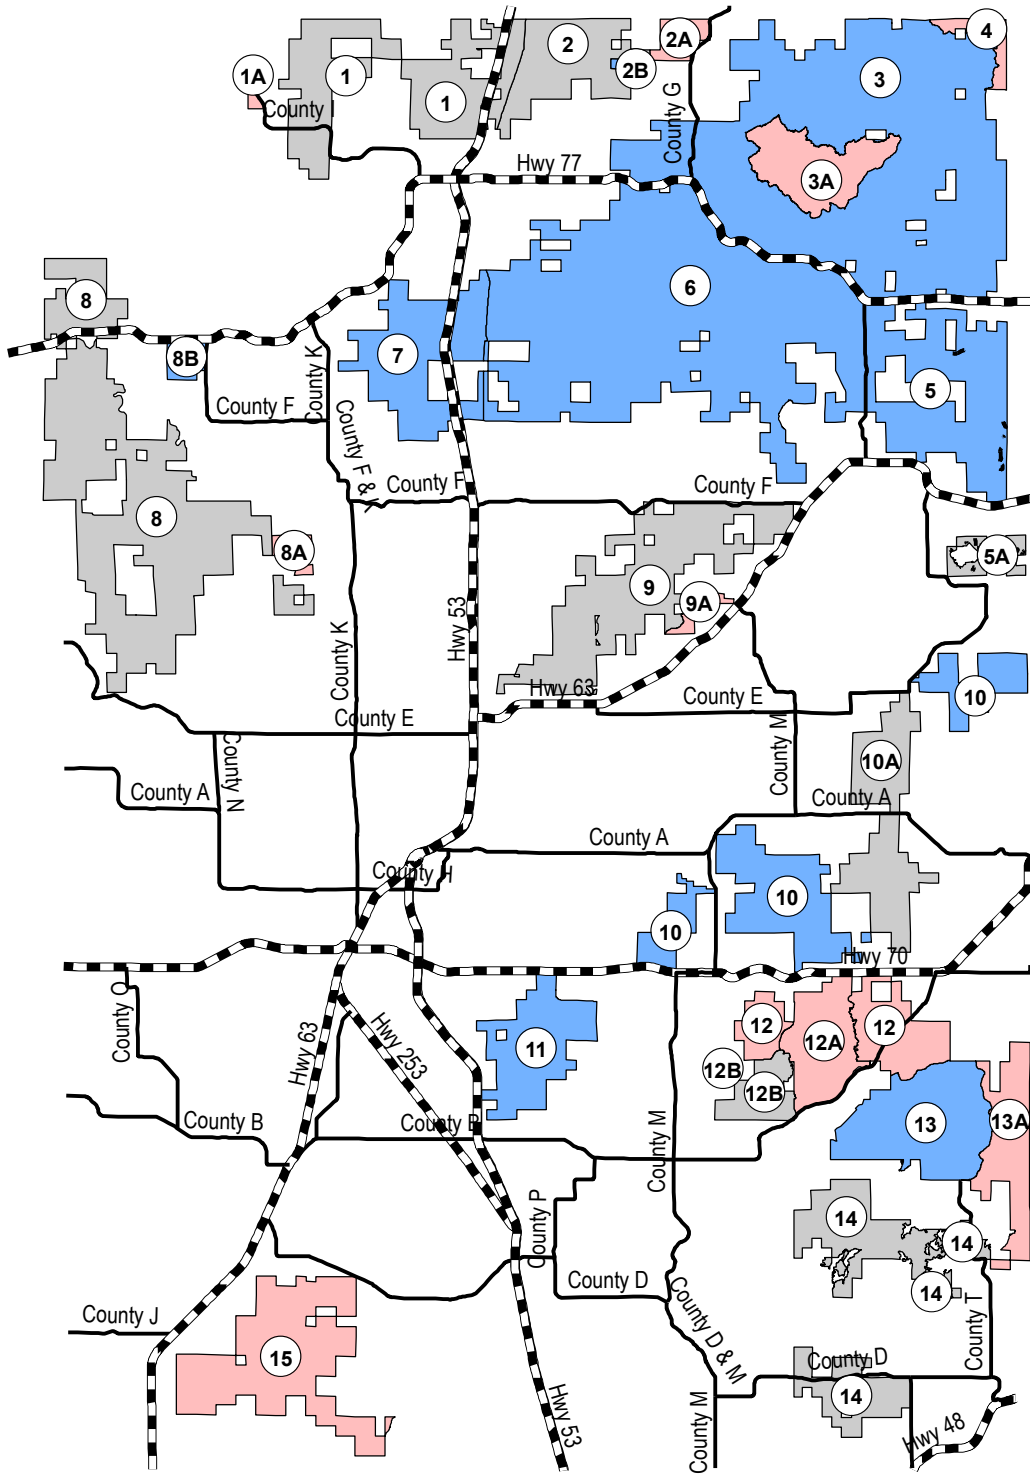 2
2A
4
1A
1
2B
3
1
County I
County G
Hwy 77
3A
8
6
8B
7
County K
5
County F
County F & K
County F
County F
8
8A
5A
9
9A
Hwy 53
County K
Hwy 63
County E
10
County E
County M
County N
10A
County A
County A
County A
County H
10
10
Hwy 70
County O
Hwy 63
Hwy 253
11
12
12
12A
12B
12B
County B
County B
County M
13
13A
County P
14
14
14
County D
County D & M
County T
County J
15
County D
14
Hwy 53
County M
Hwy 48